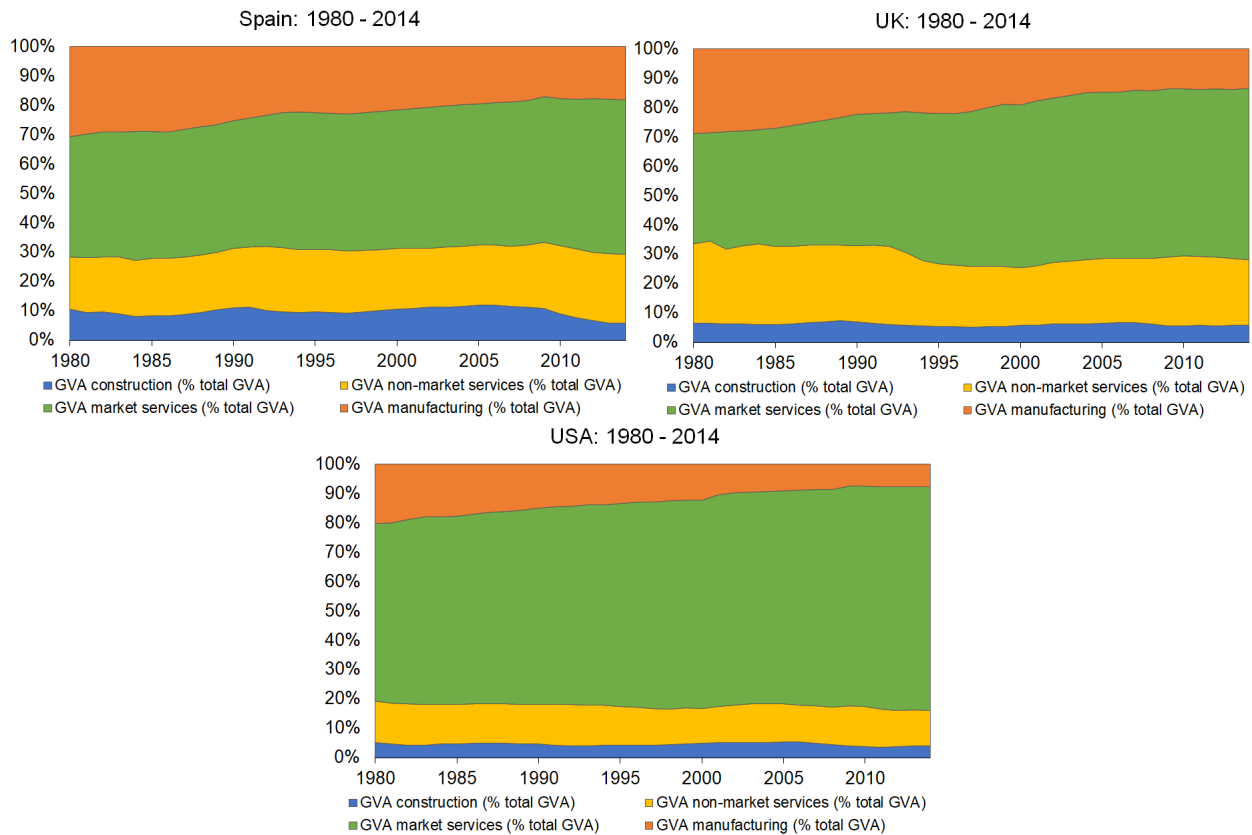 Spain: 1980 - 2014
100%
90%
80%
70%
60%
50%
40%
30%
20%
10%
0%
1980 1985 1990 1995 2000 2005 2010
GVA construction (% total GVA) GVA non-market services (% total GVA)
GVA market services (% total GVA) GVA manufacturing (% total GVA)
UK: 1980 - 2014
100%
90%
80%
70%
60%
50%
40%
30%
20%
10%
0%
1980 1985 1990 1995 2000 2005 2010
GVA construction (% total GVA) GVA non-market services (% total GVA)
GVA market services (% total GVA) GVA manufacturing (% total GVA)
USA: 1980 - 2014
100%
90%
80%
70%
60%
50%
40%
30%
20%
10%
0%
1980 1985 1990 1995 2000 2005 2010
GVA construction (% total GVA) GVA non-market services (% total GVA)
GVA market services (% total GVA) GVA manufacturing (% total GVA)